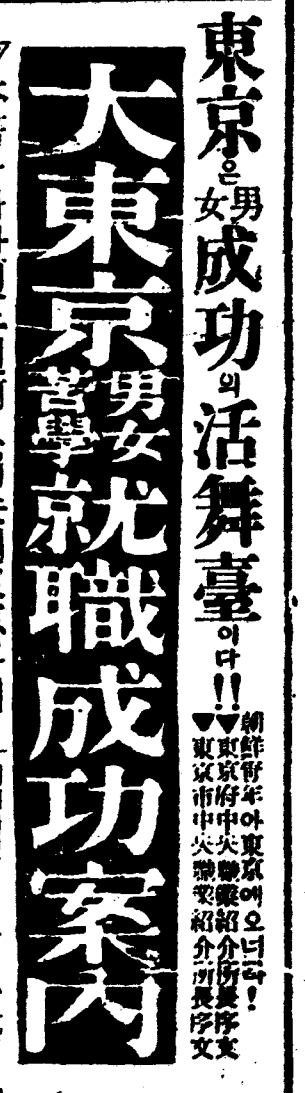 東京은男女成功의活舞臺이다!!
朝鮮靑年아東京에오너라!
▼東京府中央職業紹介所長序文
▼東京市中央職業紹介所長序文
大東京男女苦學就職成功案內